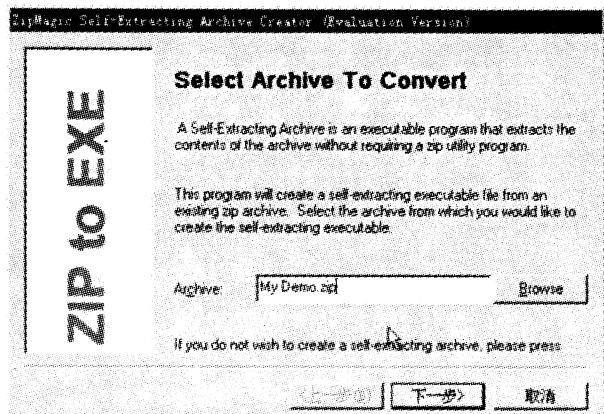 ZipMagic Self-Extracting Archive Creator (Evaluation Version)
ZIP to EXE
Select Archive To Convert
A Self-Extracting Archive is an executable program that extracts the
contents of the archive without requiring a zip utility program.
This program will create a self-extracting executable file from an
existing zip archive. Select the archive from which you would like to
create the self-extracting executable.
Archive:
My Demo.zip
Browse
If you do not wish to create a self-extracting archive, please press
<上一步(B)
下一步>
取消